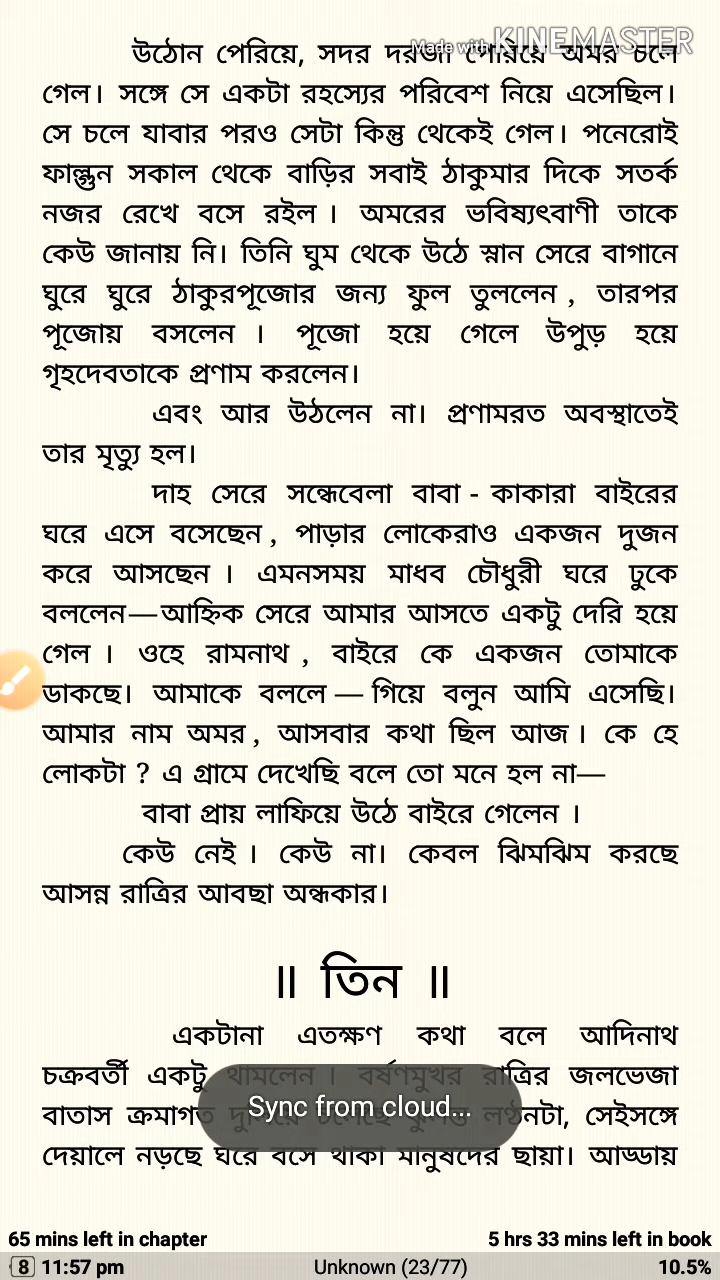 উঠোন পেরিয়ে, সদর দরজা পেরিয়ে অমর চলে
Made with KINEMASTER
গেল। সঙ্গে সে একটা রহস্যের পরিবেশ নিয়ে এসেছিল।
সে চলে যাবার পরও সেটা কিন্তু থেকেই গেল। পনেরোই
ফাল্গুন সকাল থেকে বাড়ির সবাই ঠাকুমার দিকে সতর্ক
নজর রেখে বসে রইল । অমরের ভবিষ্যৎবাণী তাকে
কেউ জানায় নি। তিনি ঘুম থেকে উঠে স্নান সেরে বাগানে
ঘুরে ঘুরে ঠাকুরপূজোর জন্য ফুল তুললেন , তারপর
পূজোয় বসলেন । পূজো হয়ে গেলে উপুড় হয়ে
গৃহদেবতাকে প্রণাম করলেন।
এবং আর উঠলেন না। প্রণামরত অবস্থাতেই
তার মৃত্যু হল।
দাহ সেরে সন্ধেবেলা বাবা - কাকারা বাইরের
ঘরে এসে বসেছেন , পাড়ার লোকেরাও একজন দুজন
করে আসছেন । এমনসময় মাধব চৌধুরী ঘরে ঢুকে
বললেন—আহ্নিক সেরে আমার আসতে একটু দেরি হয়ে
গেল । ওহে রামনাথ , বাইরে কে একজন তোমাকে
ডাকছে। আমাকে বললে — গিয়ে বলুন আমি এসেছি।
আমার নাম অমর , আসবার কথা ছিল আজ । কে হে
লোকটা ? এ গ্রামে দেখেছি বলে তো মনে হল না—
বাবা প্রায় লাফিয়ে উঠে বাইরে গেলেন ।
কেউ নেই । কেউ না। কেবল ঝিমঝিম করছে
আসন্ন রাত্রির আবছা অন্ধকার।
॥ তিন ॥
একটানা এতক্ষণ কথা বলে আদিনাথ
চক্রবর্তী একটু থামলেন । বর্ষণমুখর রাত্রির জলভেজা
বাতাস ক্রমাগত চলেছে লণ্ঠনটা, সেইসঙ্গে
Sync from cloud...
দেয়ালে নড়ছে ঘরে বসে থাকা মানুষদের ছায়া। আড্ডায়
65 mins left in chapter 5 hrs 33 mins left in book
8 11:57 pm Unknown (23/77) 10.5%